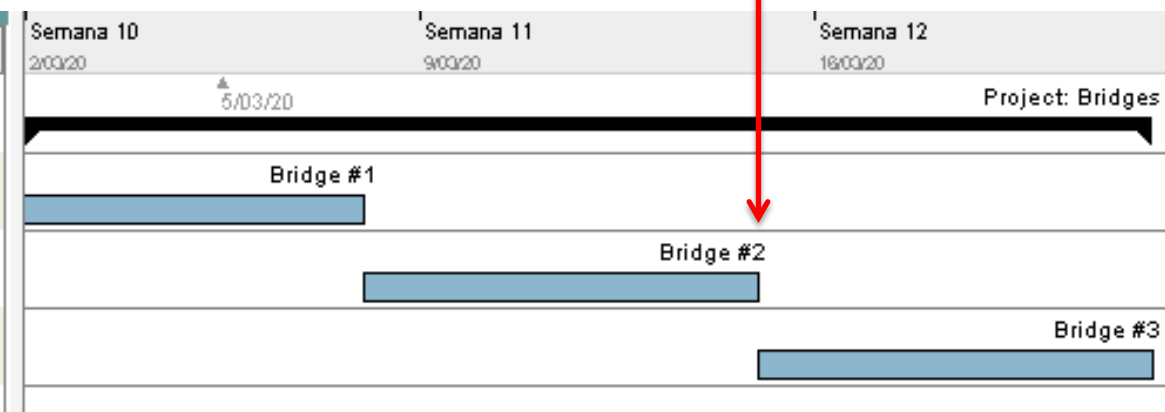 Semana 10
Semana 11
Semana 12
2/03/20
9/03/20
16/03/20
5/03/20
Project: Bridges
Bridge #1
Bridge #2
Bridge #3